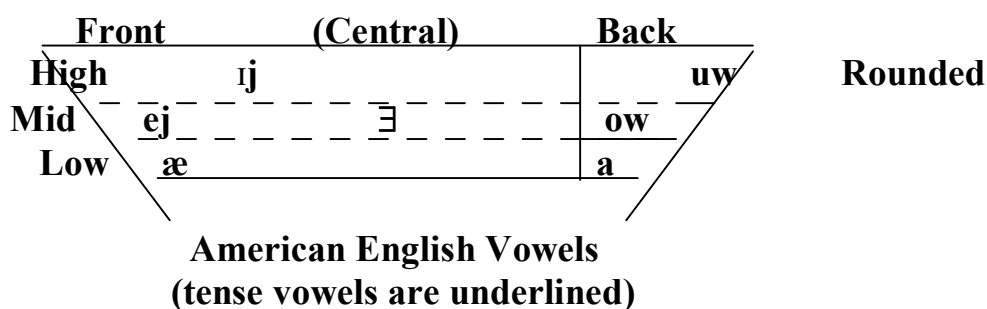 Front (Central) Back
High ɪj uw Rounded
Mid ej ∃ ow
Low æ a
American English Vowels
(tense vowels are underlined)